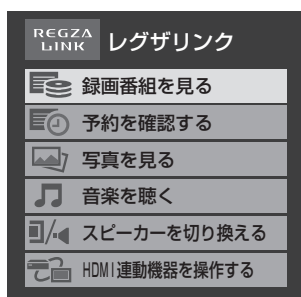 REGZA
LINK
レグザリンク
録画番組を見る
予約を確認する
写真を見る
音楽を聴く
スピーカーを切り換える
HDMI連動機器を操作する